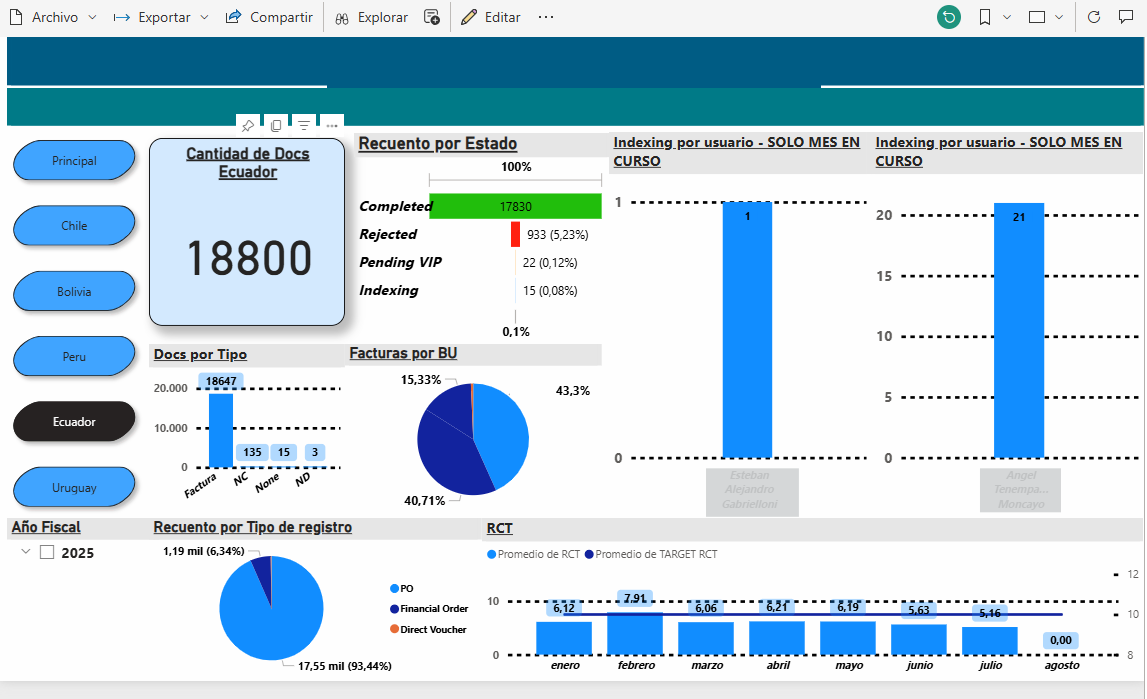 Archivo
Exportar
Compartir
Explorar
Editar
Principal
Chile
Bolivia
Peru
Ecuador
Uruguay
Cantidad de Docs
Ecuador
18800
Recuento por Estado
100%
Completed 17830
Rejected 933 (5,23%)
Pending VIP 22 (0,12%)
Indexing 15 (0,08%)
0,1%
Indexing por usuario - SOLO MES EN
CURSO
1
1
0
Esteban
Alejandro
Gabrielloni
Indexing por usuario - SOLO MES EN
CURSO
20
21
15
10
5
0
Angel
Tenempa...
Moncayo
Docs por Tipo
20.000
10.000
0
18647
135
15
3
Factura
NC
None
ND
Facturas por BU
15,33%
43,3%
40,71%
Año Fiscal
2025
Recuento por Tipo de registro
1,19 mil (6,34%)
17,55 mil (93,44%)
PO
Financial Order
Direct Voucher
RCT
Promedio de RCT Promedio de TARGET RCT
10
0
12
10
8
6,12
7,91
6,06
6,21
6,19
5,63
5,16
0,00
enero
febrero
marzo
abril
mayo
junio
julio
agosto